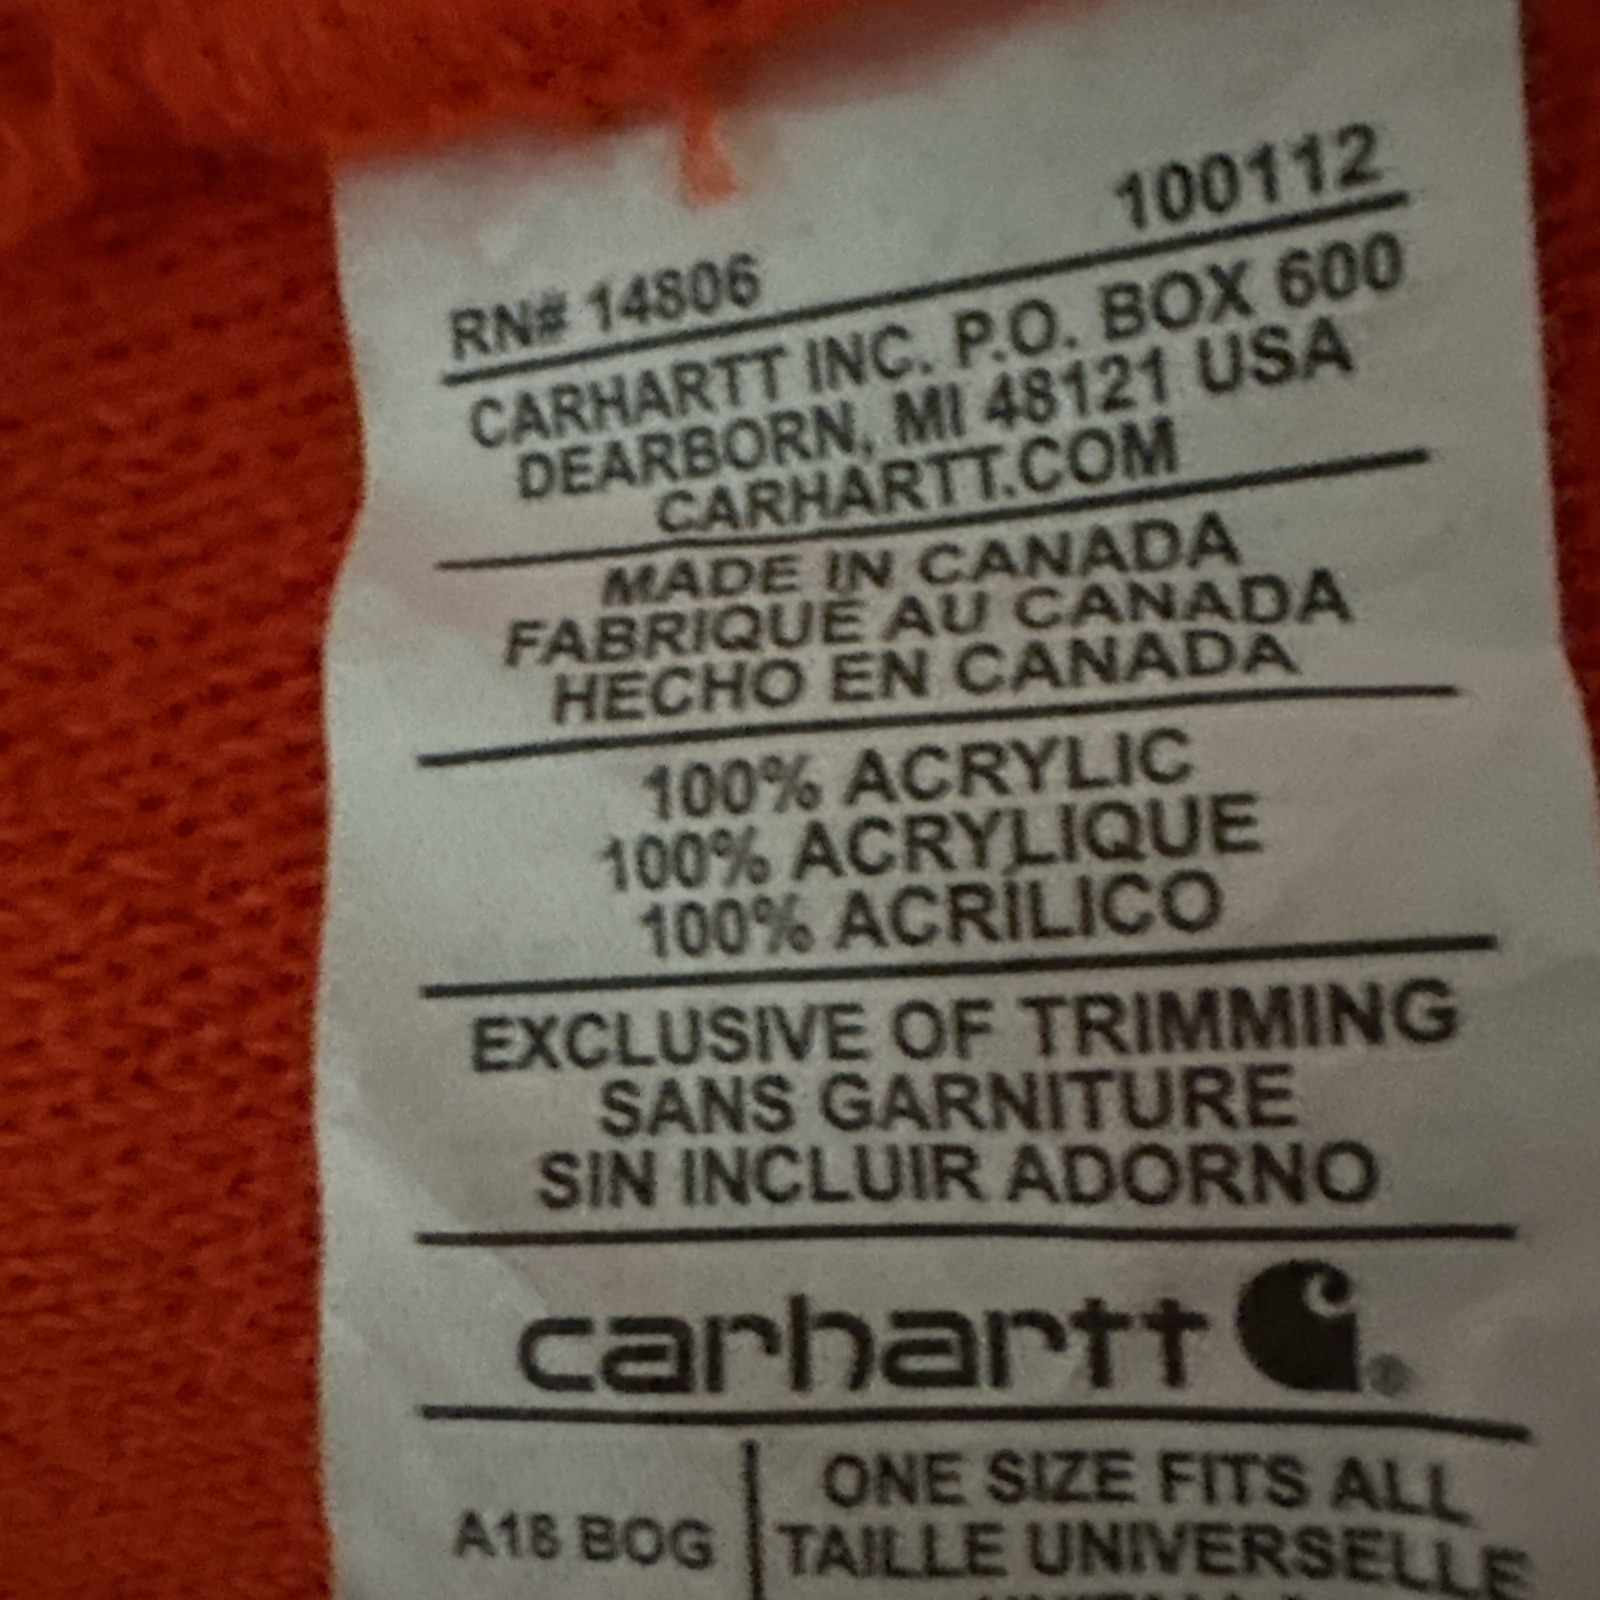 100112
RN# 14806
CARHARTT INC. P.O. BOX 600
DEARBORN, MI 48121 USA
CARHARTT.COM
MADE IN CANADA
FABRIQUE AU CANADA
HECHO EN CANADA
100% ACRYLIC
100% ACRYLIQUE
100% ACRÍLICO
EXCLUSIVE OF TRIMMING
SANS GARNITURE
SIN INCLUIR ADORNO
carhartt ®
A18 BOG
ONE SIZE FITS ALL
TAILLE UNIVERSELLE